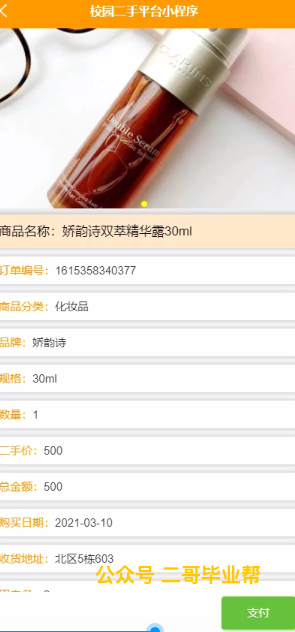 校园二手平台小程序
CLARINS
Double Serum
商品名称：娇韵诗双萃精华露30ml
订单编号：1615358340377
商品分类：化妆品
品牌：娇韵诗
规格：30ml
数量：1
二手价：500
总金额：500
购买日期：2021-03-10
收货地址：北区5栋603
公众号 二哥毕业帮
支付